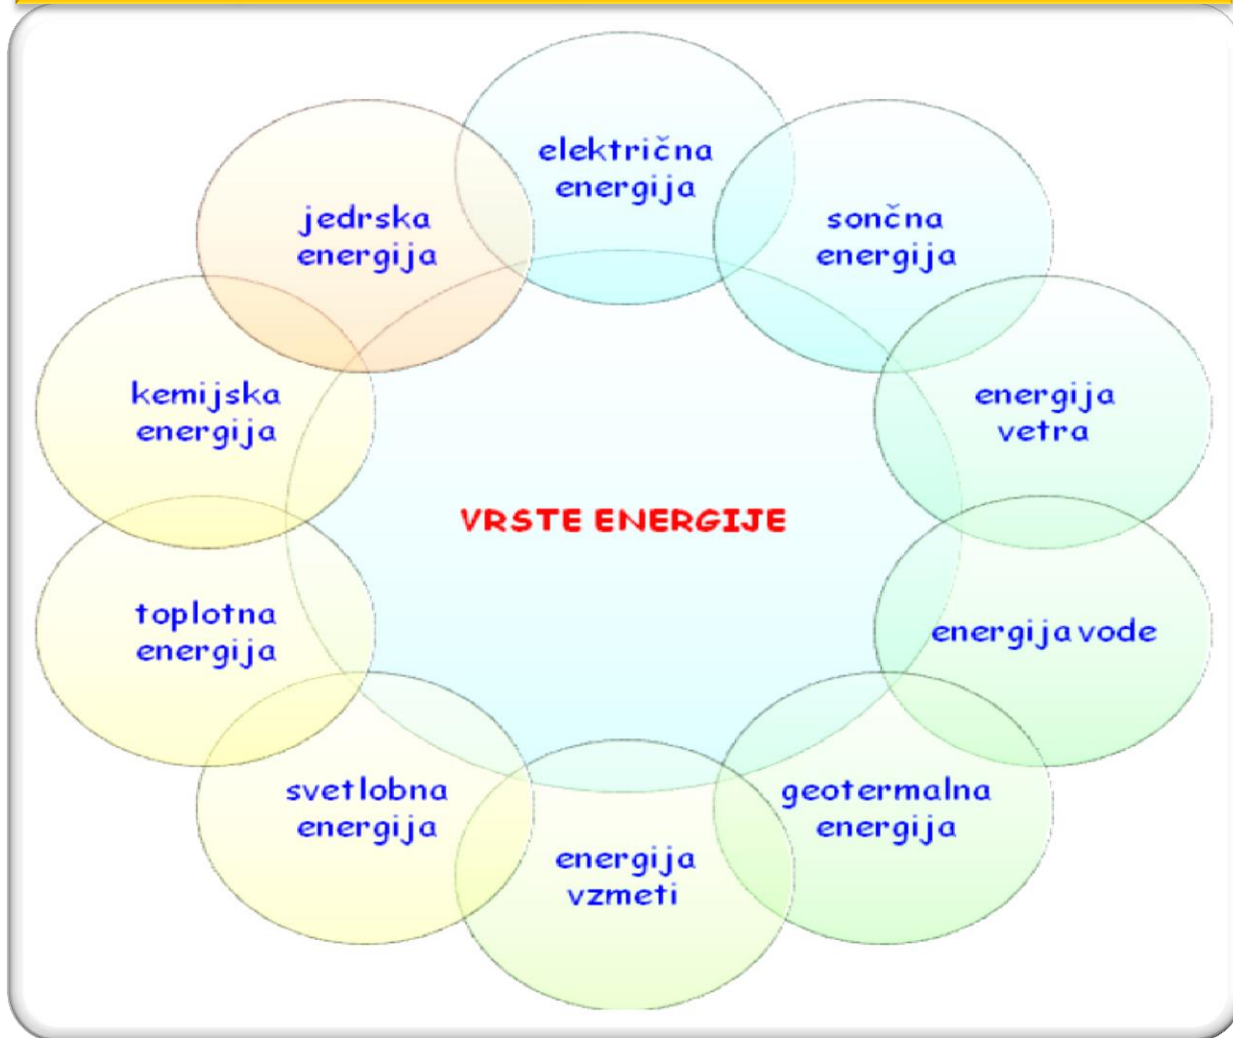 električna
energija
sončna
energija
energija
vetra
energija vode
geotermalna
energija
energija
vzmeti
svetlobna
energija
toplotna
energija
kemijska
energija
jedrska
energija
VRSTE ENERGIJE